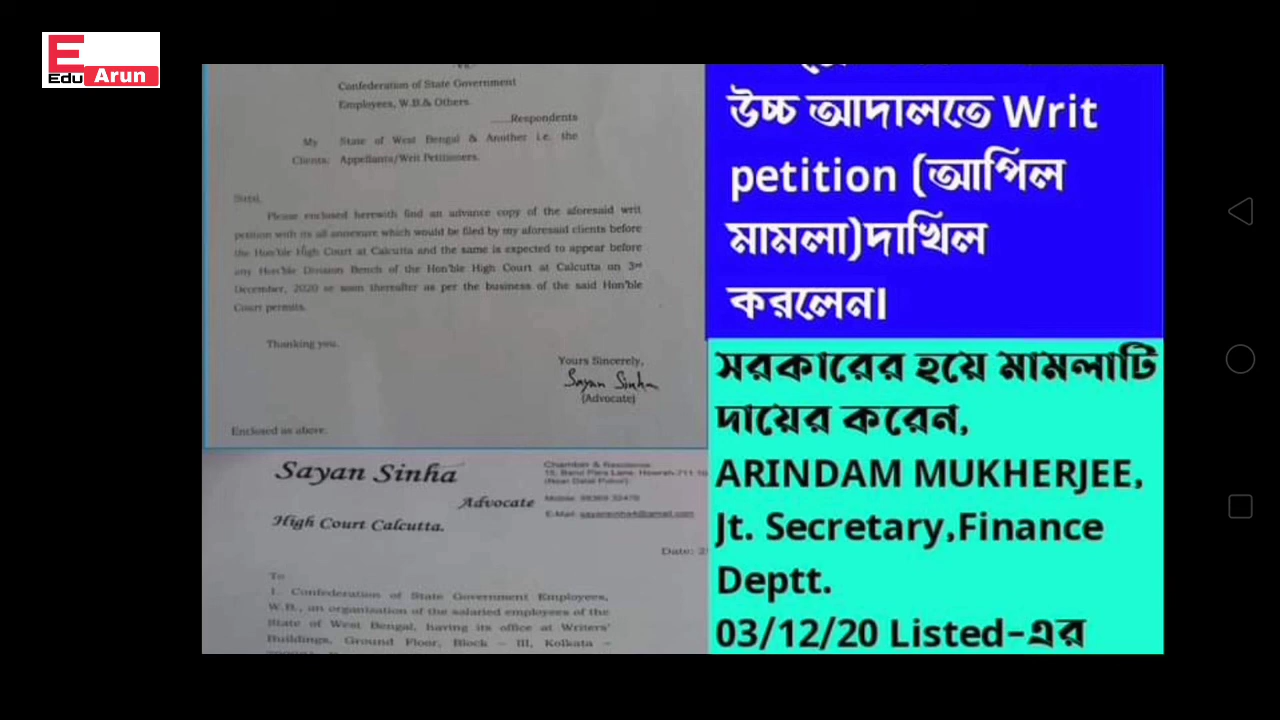 E
Edu Arun
Confederation of State Government
Employees, W.B.& Others
.....Respondents
My State of West Bengal & Another i.e. the
Clients: Appellants/Writ Petitioners.
Please enclosed herewith find an advance copy of the aforesaid writ
petition with its all annexure which would be filed by my aforesaid clients before
the Hon'ble High Court at Calcutta and the same is expected to appear before
any Hon'ble Division Bench of the Hon'ble High Court at Calcutta on 3rd
December, 2020 or soon thereafter as per the business of the said Hon'ble
Court permits.
Thanking you.
Yours Sincerely,
Sayan Sinha
(Advocate)
Enclosed as above.
Sayan Sinha
Advocate
High Court Calcutta.
Chamber & Residence
Date: 2
To
1. Confederation of State Government Employees,
W.B., an organization of the salaried employees of the
State of West Bengal, having its office at Writers'
Buildings, Ground Floor, Block – III, Kolkata –
উচ্চ আদালতে Writ
petition (আপিল
মামলা)দাখিল
করলেন।
সরকারের হয়ে মামলাটি
দায়ের করেন,
ARINDAM MUKHERJEE,
Jt. Secretary,Finance
Deptt.
03/12/20 Listed-এর